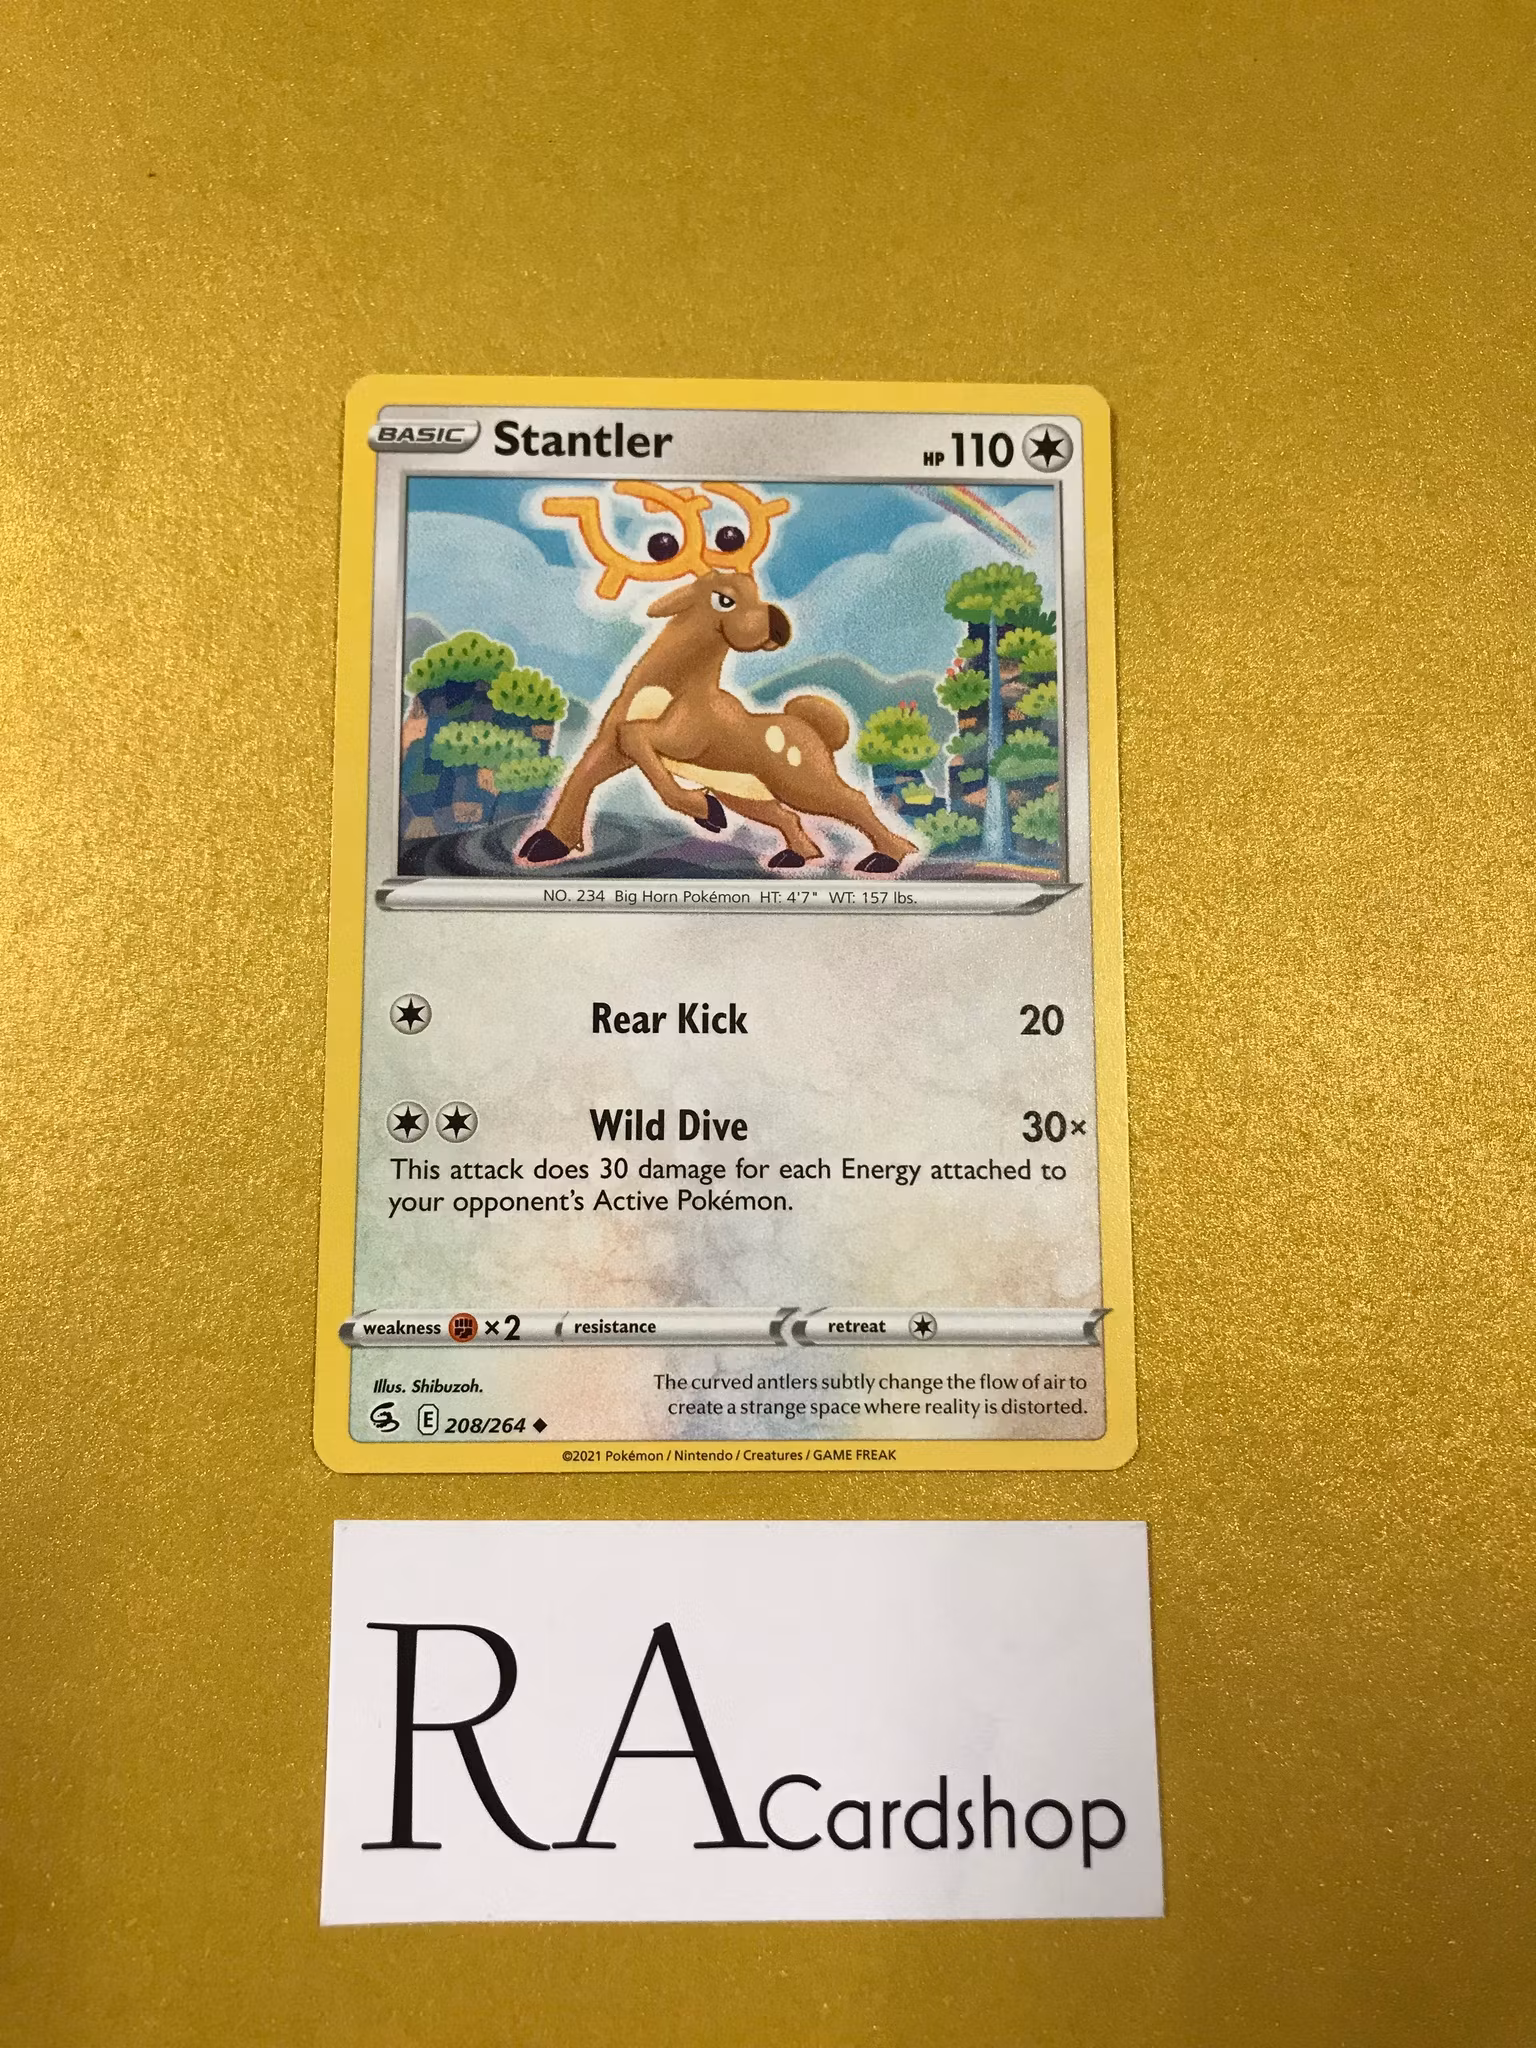 BASIC Stantler HP 110
NO. 234 Big Horn Pokémon HT: 4'7" WT: 157 lbs.
Rear Kick 20
Wild Dive 30×
This attack does 30 damage for each Energy attached to
your opponent's Active Pokémon.
weakness ×2 resistance retreat
Illus. Shibuzoh.
The curved antlers subtly change the flow of air to
create a strange space where reality is distorted.
E 208/264
©2021 Pokémon / Nintendo / Creatures / GAME FREAK
RA Cardshop